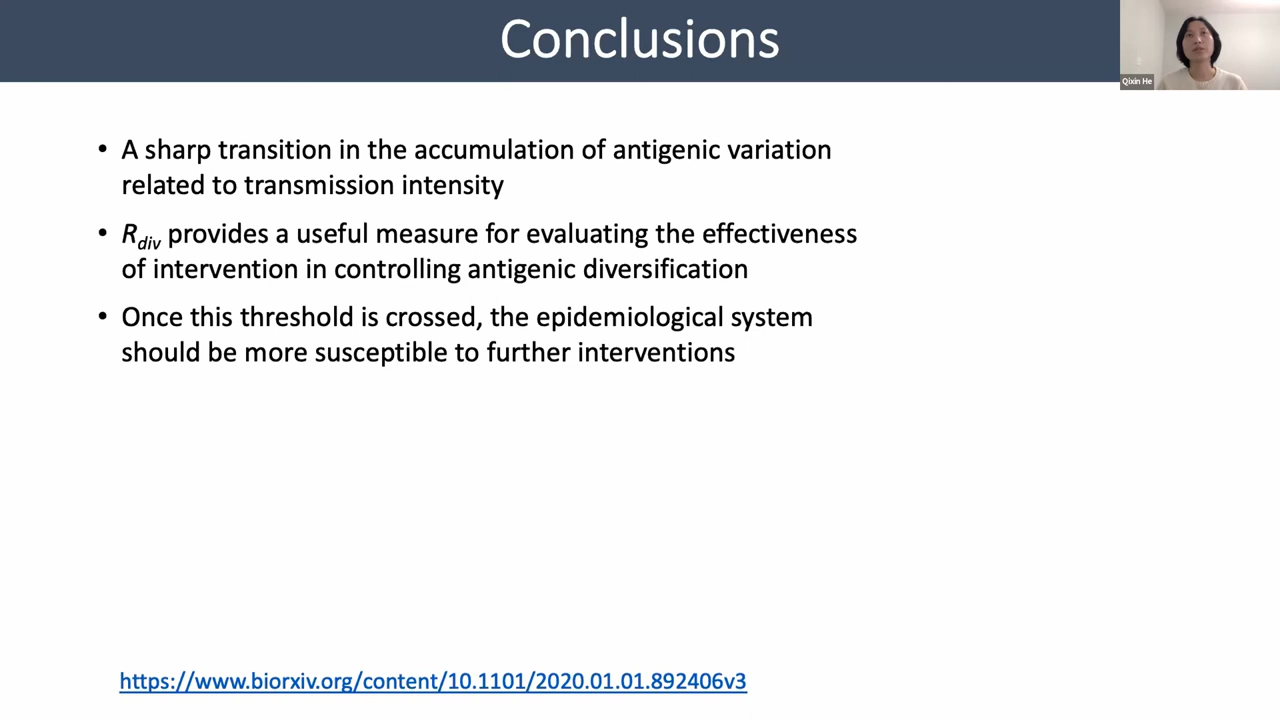 Conclusions
Qixin He
• A sharp transition in the accumulation of antigenic variation
related to transmission intensity
• Rdiv provides a useful measure for evaluating the effectiveness
of intervention in controlling antigenic diversification
• Once this threshold is crossed, the epidemiological system
should be more susceptible to further interventions
https://www.biorxiv.org/content/10.1101/2020.01.01.892406v3